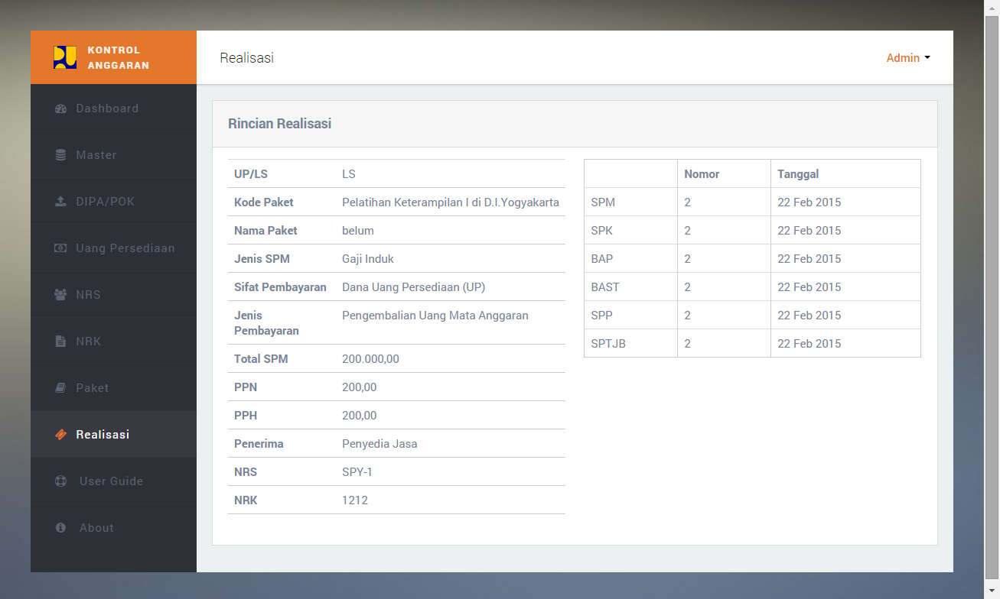 KONTROL
ANGGARAN
Realisasi
Admin
Dashboard
Master
DIPA/POK
Uang Persediaan
NRS
NRK
Paket
Realisasi
User Guide
About
Rincian Realisasi
UP/LS LS
Kode Paket Pelatihan Keterampilan I di D.I.Yogyakarta
Nama Paket belum
Jenis SPM Gaji Induk
Sifat Pembayaran Dana Uang Persediaan (UP)
Jenis Pengembalian Uang Mata Anggaran
Pembayaran
Total SPM 200.000,00
PPN 200,00
PPH 200,00
Penerima Penyedia Jasa
NRS SPY-1
NRK 1212
Nomor Tanggal
SPM 2 22 Feb 2015
SPK 2 22 Feb 2015
BAP 2 22 Feb 2015
BAST 2 22 Feb 2015
SPP 2 22 Feb 2015
SPTJB 2 22 Feb 2015